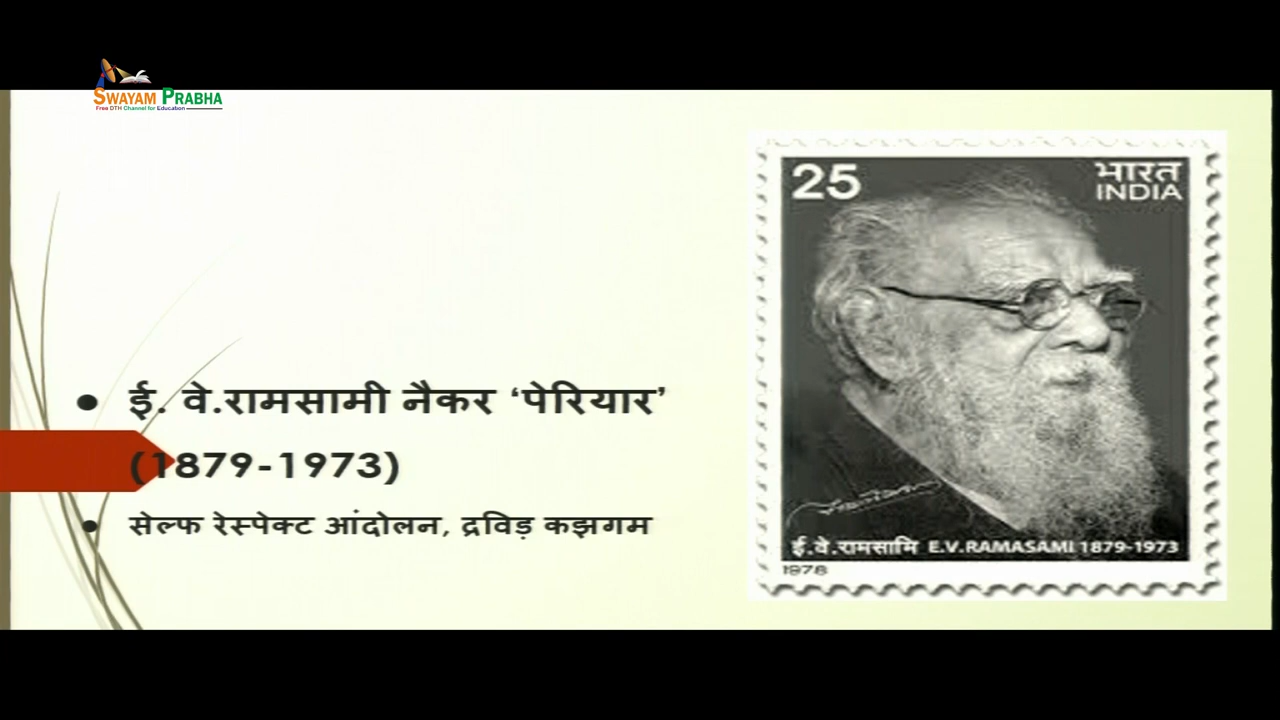 SWAYAM PRABHA
Free DTH Channel for Education
25
भारत
INDIA
• ई. वे.रामसामी नैकर ‘पेरियार’
(1879-1973)
• सेल्फ रेस्पेक्ट आंदोलन, द्रविड़ कझगम
ई.वे.रामसामि E.V.RAMASAMI 1879-1973
1978